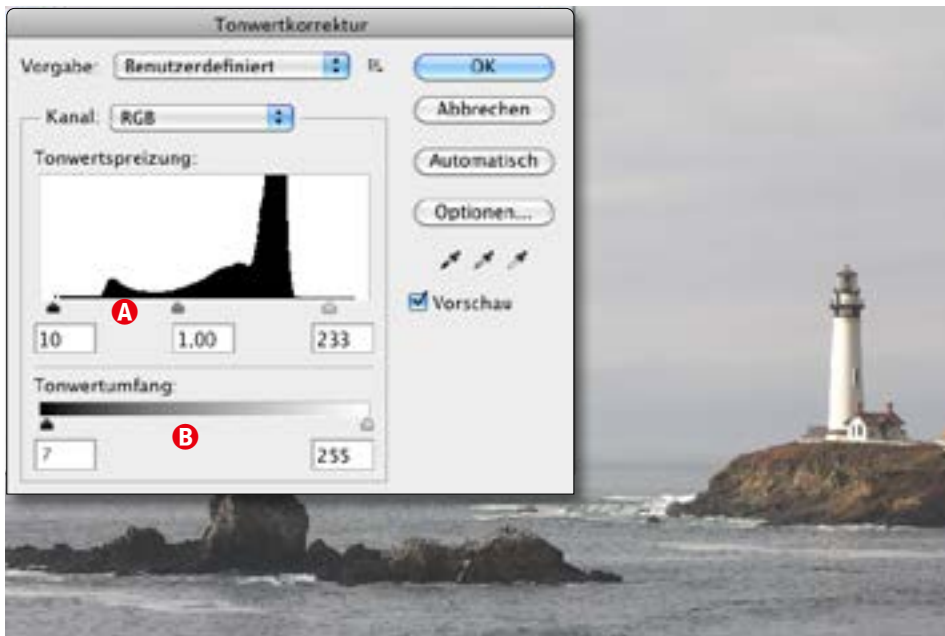 Tonwertkorrektur
Vorgabe: Benutzerdefiniert
OK
Kanal: RGB
Abbrechen
Tonwertspreizung:
Automatisch
Optionen...
A
Vorschau
10 1,00 233
Tonwertumfang:
B
7 255